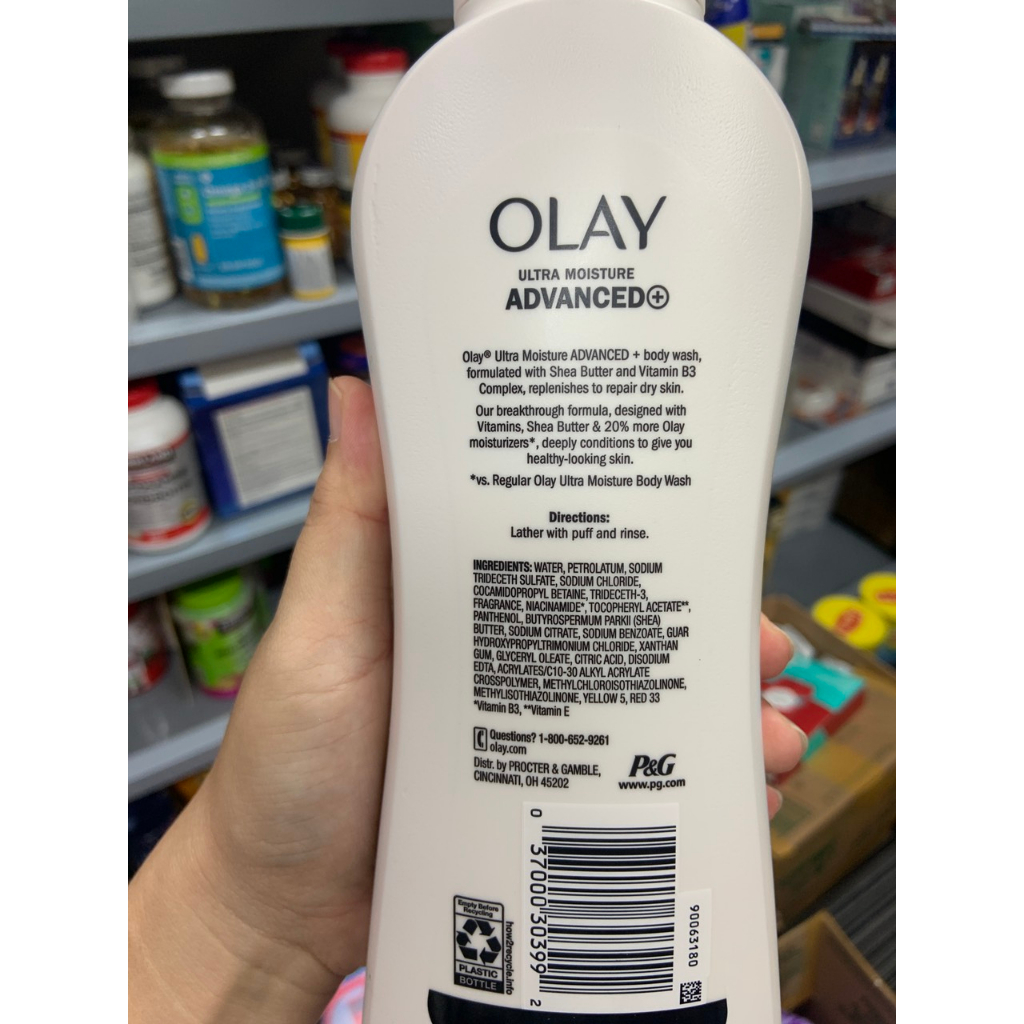 OLAY
ULTRA MOISTURE
ADVANCED+
Olay® Ultra Moisture ADVANCED + body wash,
formulated with Shea Butter and Vitamin B3
Complex, replenishes to repair dry skin.
Our breakthrough formula, designed with
Vitamins, Shea Butter & 20% more Olay
moisturizers*, deeply conditions to give you
healthy-looking skin.
*vs. Regular Olay Ultra Moisture Body Wash
Directions:
Lather with puff and rinse.
INGREDIENTS: WATER, PETROLATUM, SODIUM
TRIDECETH SULFATE, SODIUM CHLORIDE,
COCAMIDOPROPYL BETAINE, TRIDECETH-3,
FRAGRANCE, NIACINAMIDE*, TOCOPHERYL ACETATE**,
PANTHENOL, BUTYROSPERMUM PARKII (SHEA)
BUTTER, SODIUM CITRATE, SODIUM BENZOATE, GUAR
HYDROXYPROPYLTRIMONIUM CHLORIDE, XANTHAN
GUM, GLYCERYL OLEATE, CITRIC ACID, DISODIUM
EDTA, ACRYLATES/C10-30 ALKYL ACRYLATE
CROSSPOLYMER, METHYLCHLOROISOTHIAZOLINONE,
METHYLISOTHIAZOLINONE, YELLOW 5, RED 33
*Vitamin B3, **Vitamin E
Questions? 1-800-652-9261
olay.com
Distr. by PROCTER & GAMBLE,
CINCINNATI, OH 45202
P&G
www.pg.com
0 37000 30399 2
90063180
Empty Before
Recycling
PLASTIC
BOTTLE
how2recycle.info